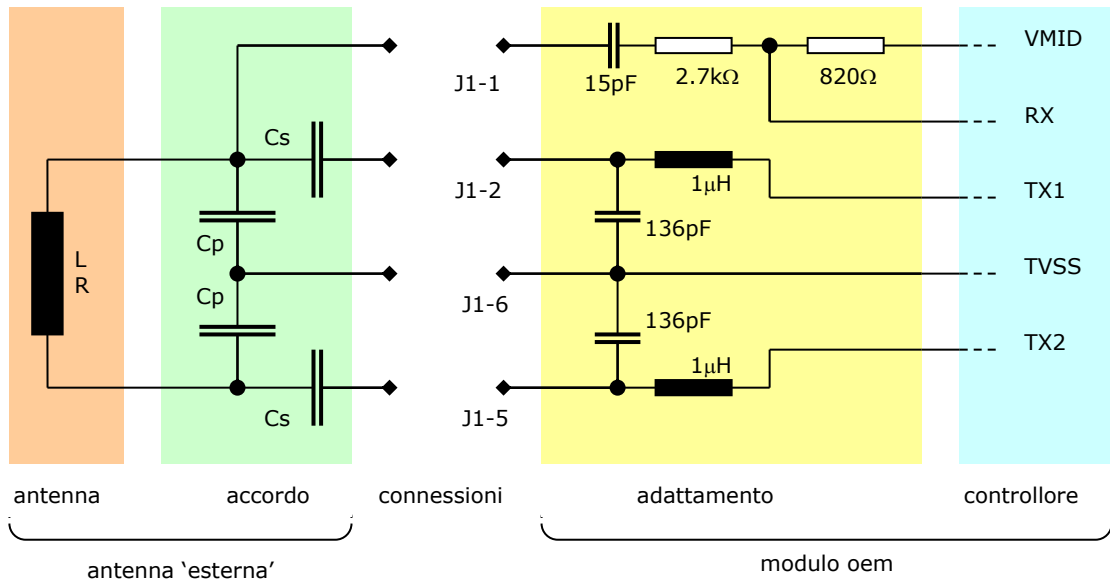 VMID
J1-1
15pF
2.7kΩ
820Ω
RX
Cs
J1-2
1μH
TX1
Cp
136pF
L
R
TVSS
Cp
J1-6
136pF
TX2
1μH
Cs
J1-5
antenna
accordo
connessioni
adattamento
controllore
antenna ‘esterna’
modulo oem